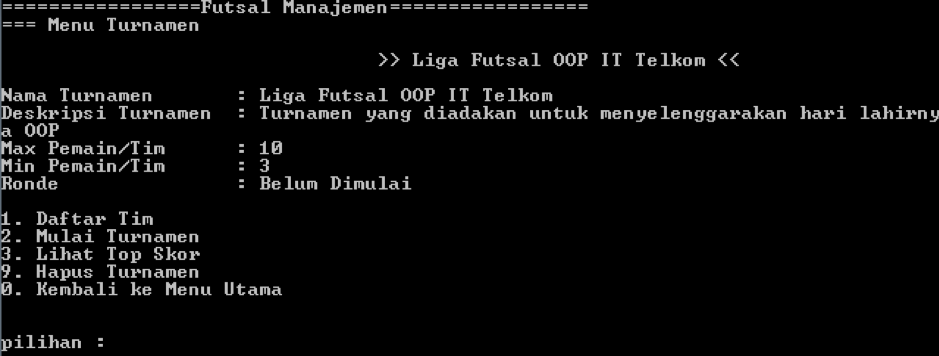 =================Futsal Manajemen=================
=== Menu Turnamen
>> Liga Futsal OOP IT Telkom <<
Nama Turnamen : Liga Futsal OOP IT Telkom
Deskripsi Turnamen : Turnamen yang diadakan untuk menyelenggarakan hari lahirny
a OOP
Max Pemain/Tim : 10
Min Pemain/Tim : 3
Ronde : Belum Dimulai
1. Daftar Tim
2. Mulai Turnamen
3. Lihat Top Skor
9. Hapus Turnamen
0. Kembali ke Menu Utama
pilihan :